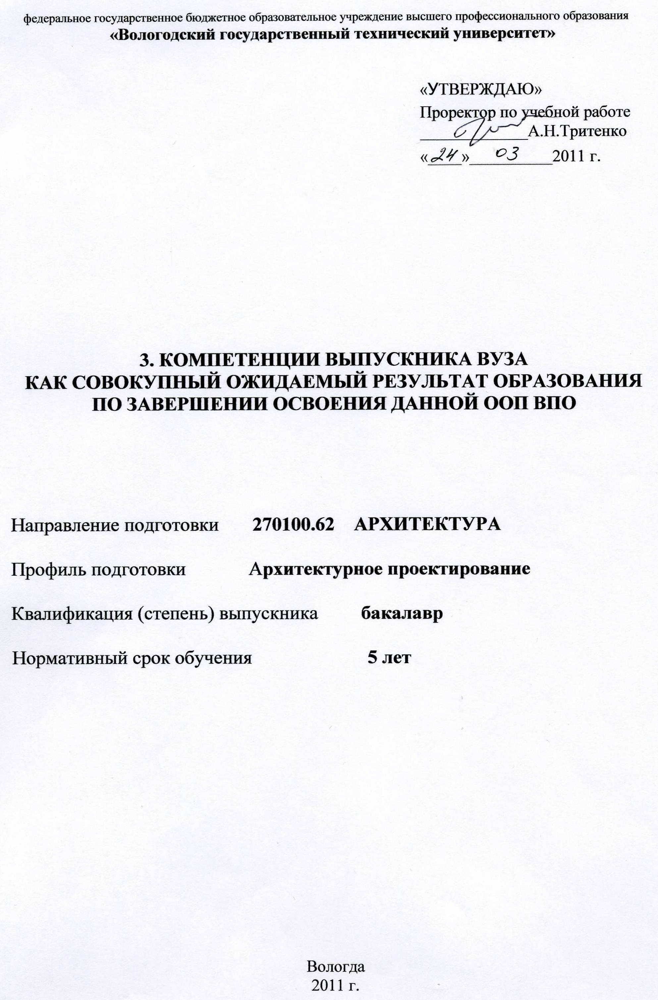 федеральное государственное бюджетное образовательное учреждение высшего профессионального образования
«Вологодский государственный технический университет»
«УТВЕРЖДАЮ»
Проректор по учебной работе
____________А.Н.Тритенко
«24» 03 2011 г.
3. КОМПЕТЕНЦИИ ВЫПУСКНИКА ВУЗА
КАК СОВОКУПНЫЙ ОЖИДАЕМЫЙ РЕЗУЛЬТАТ ОБРАЗОВАНИЯ
ПО ЗАВЕРШЕНИИ ОСВОЕНИЯ ДАННОЙ ООП ВПО
Направление подготовки 270100.62 АРХИТЕКТУРА
Профиль подготовки Архитектурное проектирование
Квалификация (степень) выпускника бакалавр
Нормативный срок обучения 5 лет
Вологда
2011 г.